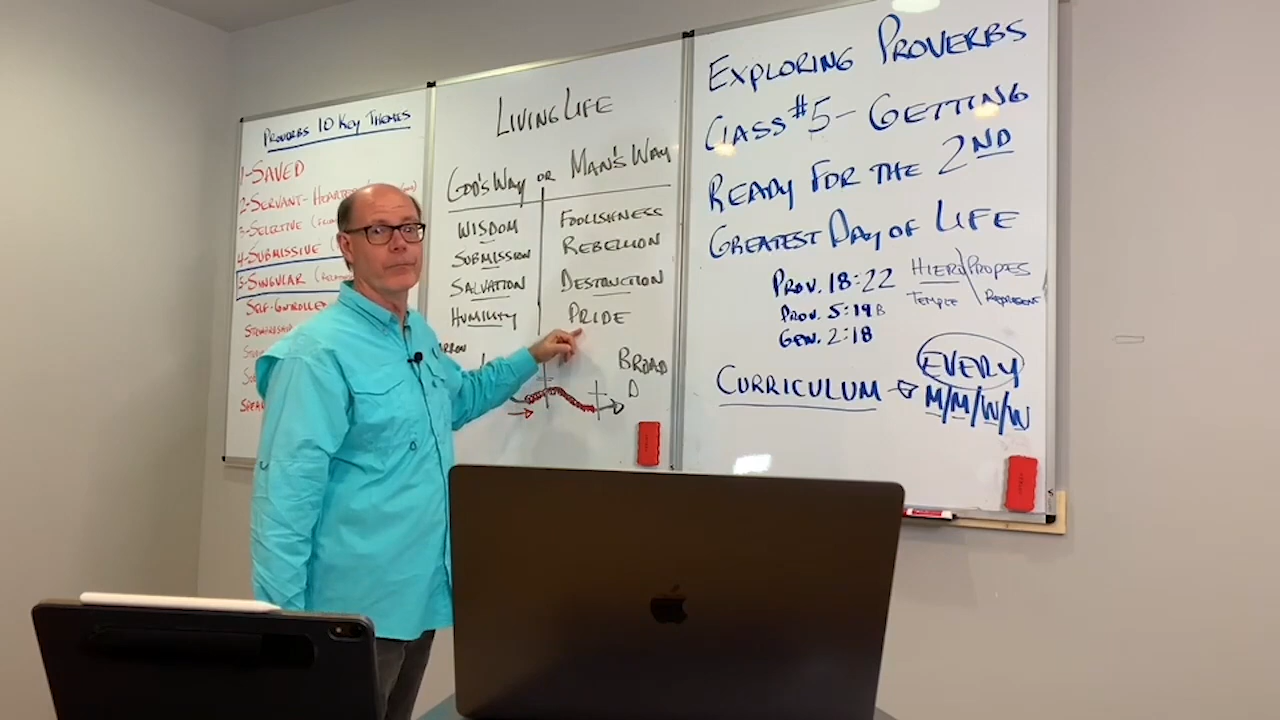 PROVERBS 10 KEY THEMES
1-SAVED
2-SERVANT-HEARTED
3-SELECTIVE
4-SUBMISSIVE
5-SINGULAR
SELF-CONTROLLED
STEWARDSHIP
LIVING LIFE
GOD'S WAY OR MAN'S WAY
WISDOM FOOLISHNESS
SUBMISSION REBELLION
SALVATION DESTRUCTION
HUMILITY PRIDE
BROAD
D
EXPLORING PROVERBS
CLASS #5 - GETTING
READY FOR THE 2ND
GREATEST DAY OF LIFE
PROV. 18:22 HIERO/PROPES
PROV. 5:19B TEMPLE REPRESENT
GEN. 2:18
CURRICULUM → EVERY
M/M/W/W